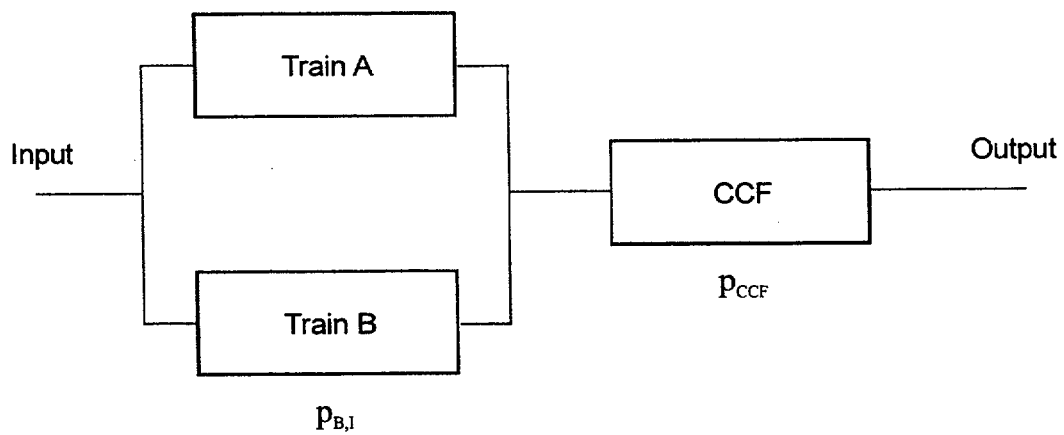 Train A
Input
Output
CCF
p_CCF
Train B
p_B,I